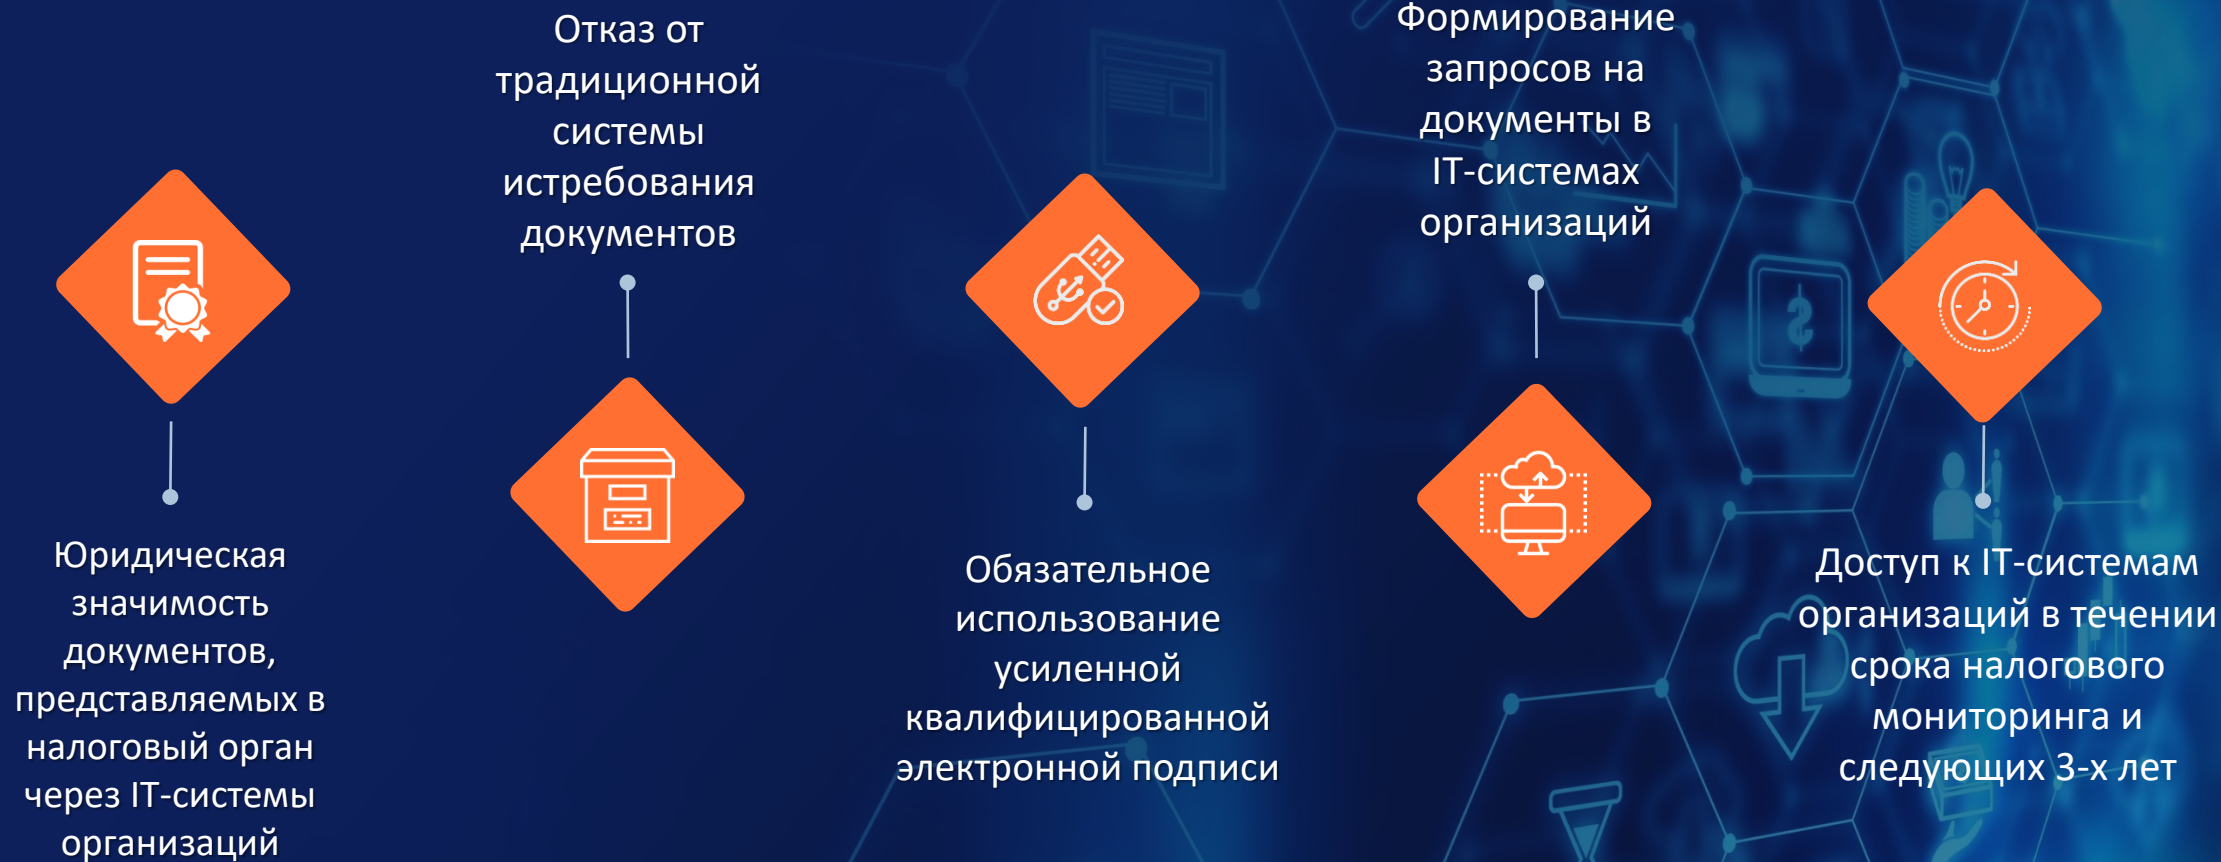 Юридическая
значимость
документов,
представляемых в
налоговый орган
через IT-системы
организаций
Отказ от
традиционной
системы
истребования
документов
Обязательное
использование
усиленной
квалифицированной
электронной подписи
Формирование
запросов на
документы в
IT-системах
организаций
Доступ к IT-системам
организаций в течении
срока налогового
мониторинга и
следующих 3-х лет